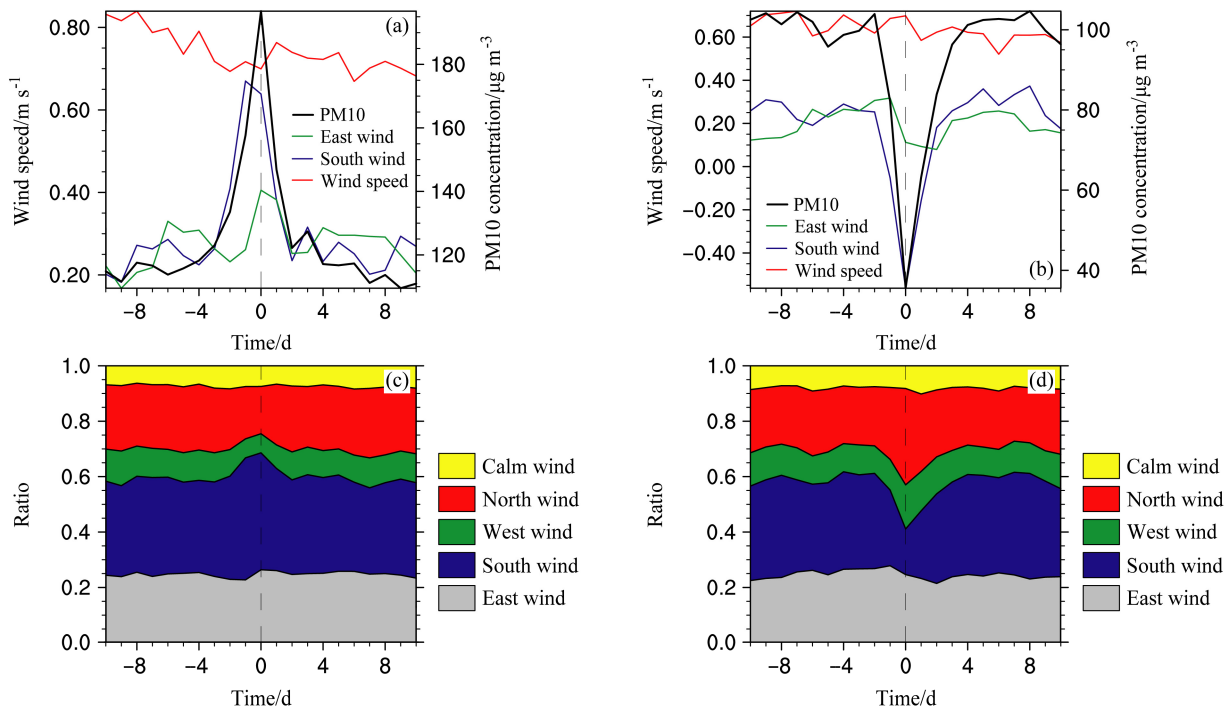 (a)
0.80
0.60
0.40
0.20
Wind speed/m s⁻¹
180
160
140
120
PM10 concentration/μg m⁻³
PM10
East wind
South wind
Wind speed
−8
−4
0
4
8
Time/d
(b)
0.60
0.40
0.20
0.00
−0.20
−0.40
Wind speed/m s⁻¹
100
80
60
40
PM10 concentration/μg m⁻³
PM10
East wind
South wind
Wind speed
−8
−4
0
4
8
Time/d
(c)
1.0
0.8
0.6
0.4
0.2
0.0
Ratio
−8
−4
0
4
8
Time/d
Calm wind
North wind
West wind
South wind
East wind
(d)
1.0
0.8
0.6
0.4
0.2
0.0
Ratio
−8
−4
0
4
8
Time/d
Calm wind
North wind
West wind
South wind
East wind